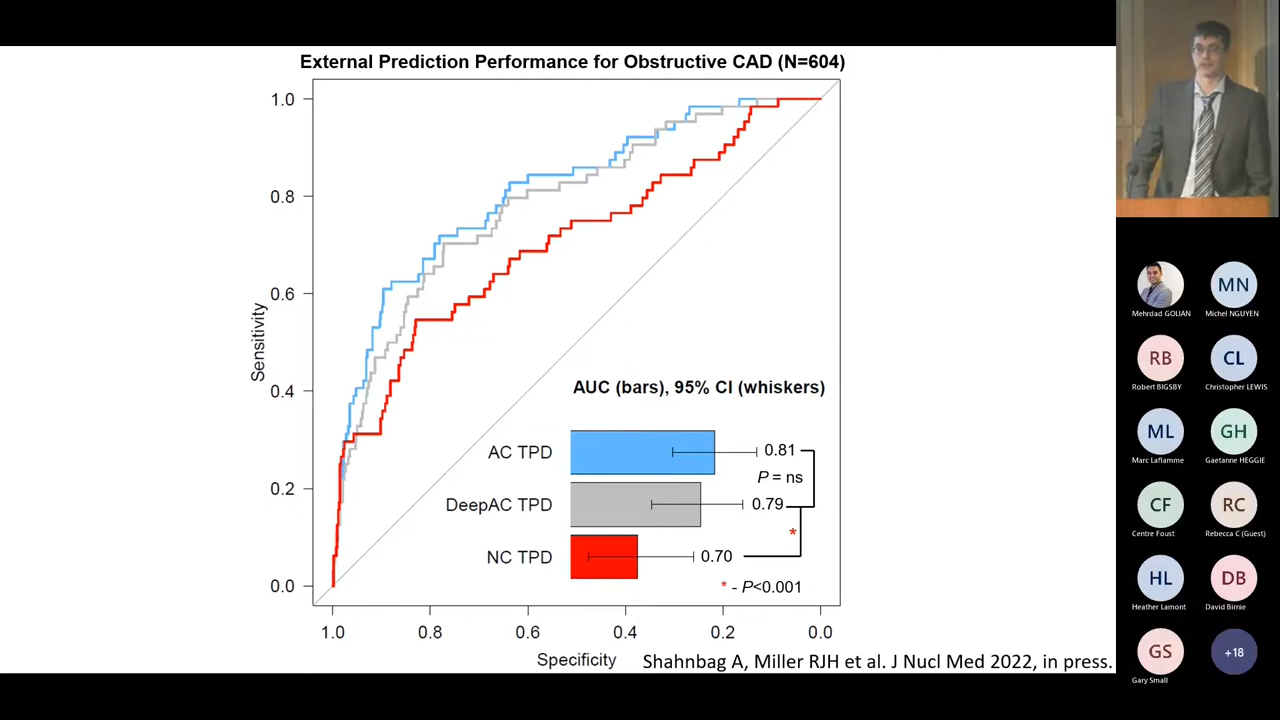 External Prediction Performance for Obstructive CAD (N=604)
1.0
0.8
0.6
0.4
0.2
0.0
Sensitivity
AUC (bars), 95% CI (whiskers)
AC TPD
0.81
P = ns
DeepAC TPD
0.79
*
NC TPD
0.70
* - P<0.001
1.0
0.8
0.6
0.4
0.2
0.0
Specificity
Shahnbag A, Miller RJH et al. J Nucl Med 2022, in press.
Mehrdad GOLIAN
MN
Michel NGUYEN
RB
Robert BIGSBY
CL
Christopher LEWIS
ML
Marc Laflamme
GH
Gaetanne HEGGIE
CF
Centre Foust
RC
Rebecca C (Guest)
HL
Heather Lamont
DB
David Birnie
GS
Gary Small
+18